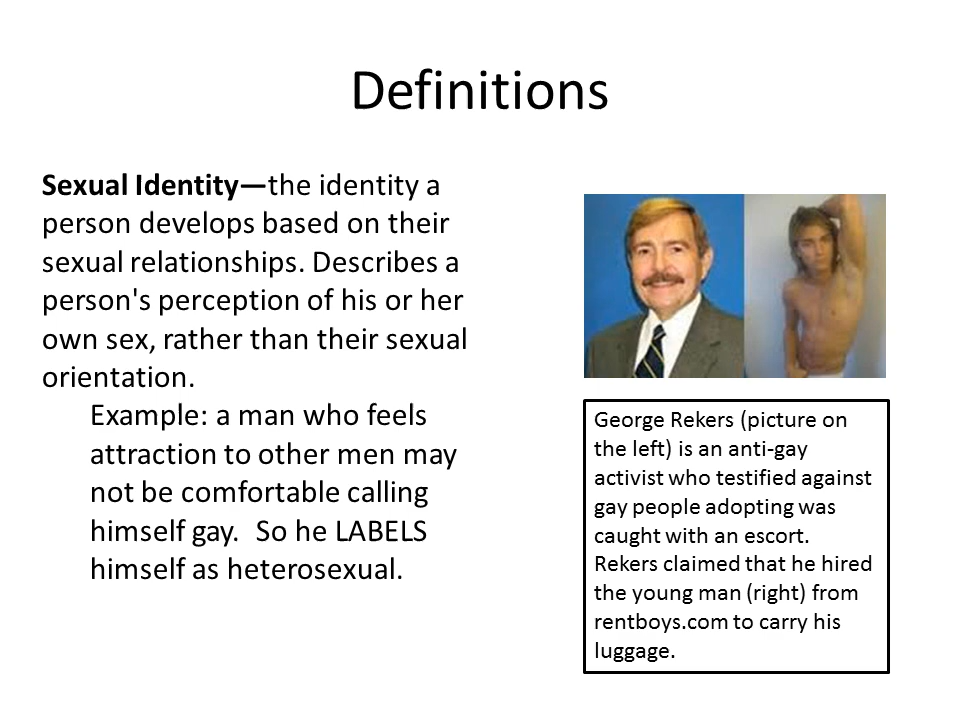 Definitions
Sexual Identity—the identity a
person develops based on their
sexual relationships. Describes a
person's perception of his or her
own sex, rather than their sexual
orientation.
Example: a man who feels
attraction to other men may
not be comfortable calling
himself gay.  So he LABELS
himself as heterosexual.
George Rekers (picture on
the left) is an anti-gay
activist who testified against
gay people adopting was
caught with an escort.
Rekers claimed that he hired
the young man (right) from
rentboys.com to carry his
luggage.